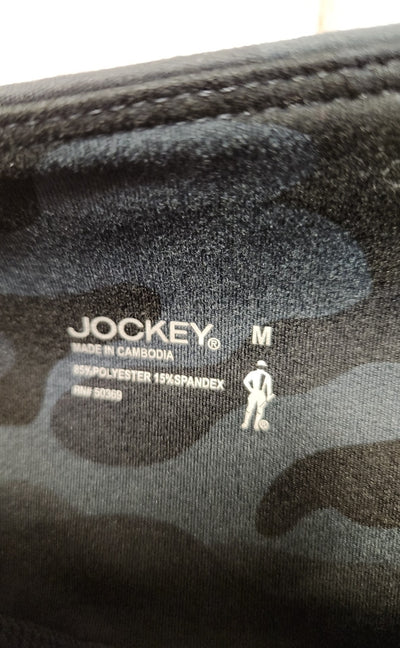 JOCKEY® M
MADE IN CAMBODIA
85%POLYESTER 15%SPANDEX
RN# 50369
®